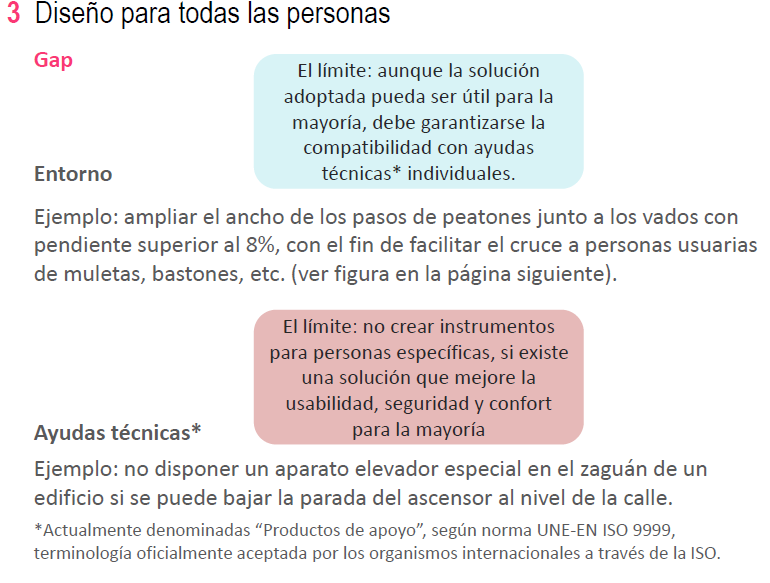 3 Diseño para todas las personas
Gap
El límite: aunque la solución
adoptada pueda ser útil para la
mayoría, debe garantizarse la
compatibilidad con ayudas
técnicas* individuales.
Entorno
Ejemplo: ampliar el ancho de los pasos de peatones junto a los vados con
pendiente superior al 8%, con el fin de facilitar el cruce a personas usuarias
de muletas, bastones, etc. (ver figura en la página siguiente).
El límite: no crear instrumentos
para personas específicas, si existe
una solución que mejore la
usabilidad, seguridad y confort
para la mayoría
Ayudas técnicas*
Ejemplo: no disponer un aparato elevador especial en el zaguán de un
edificio si se puede bajar la parada del ascensor al nivel de la calle.
*Actualmente denominadas “Productos de apoyo”, según norma UNE-EN ISO 9999,
terminología oficialmente aceptada por los organismos internacionales a través de la ISO.